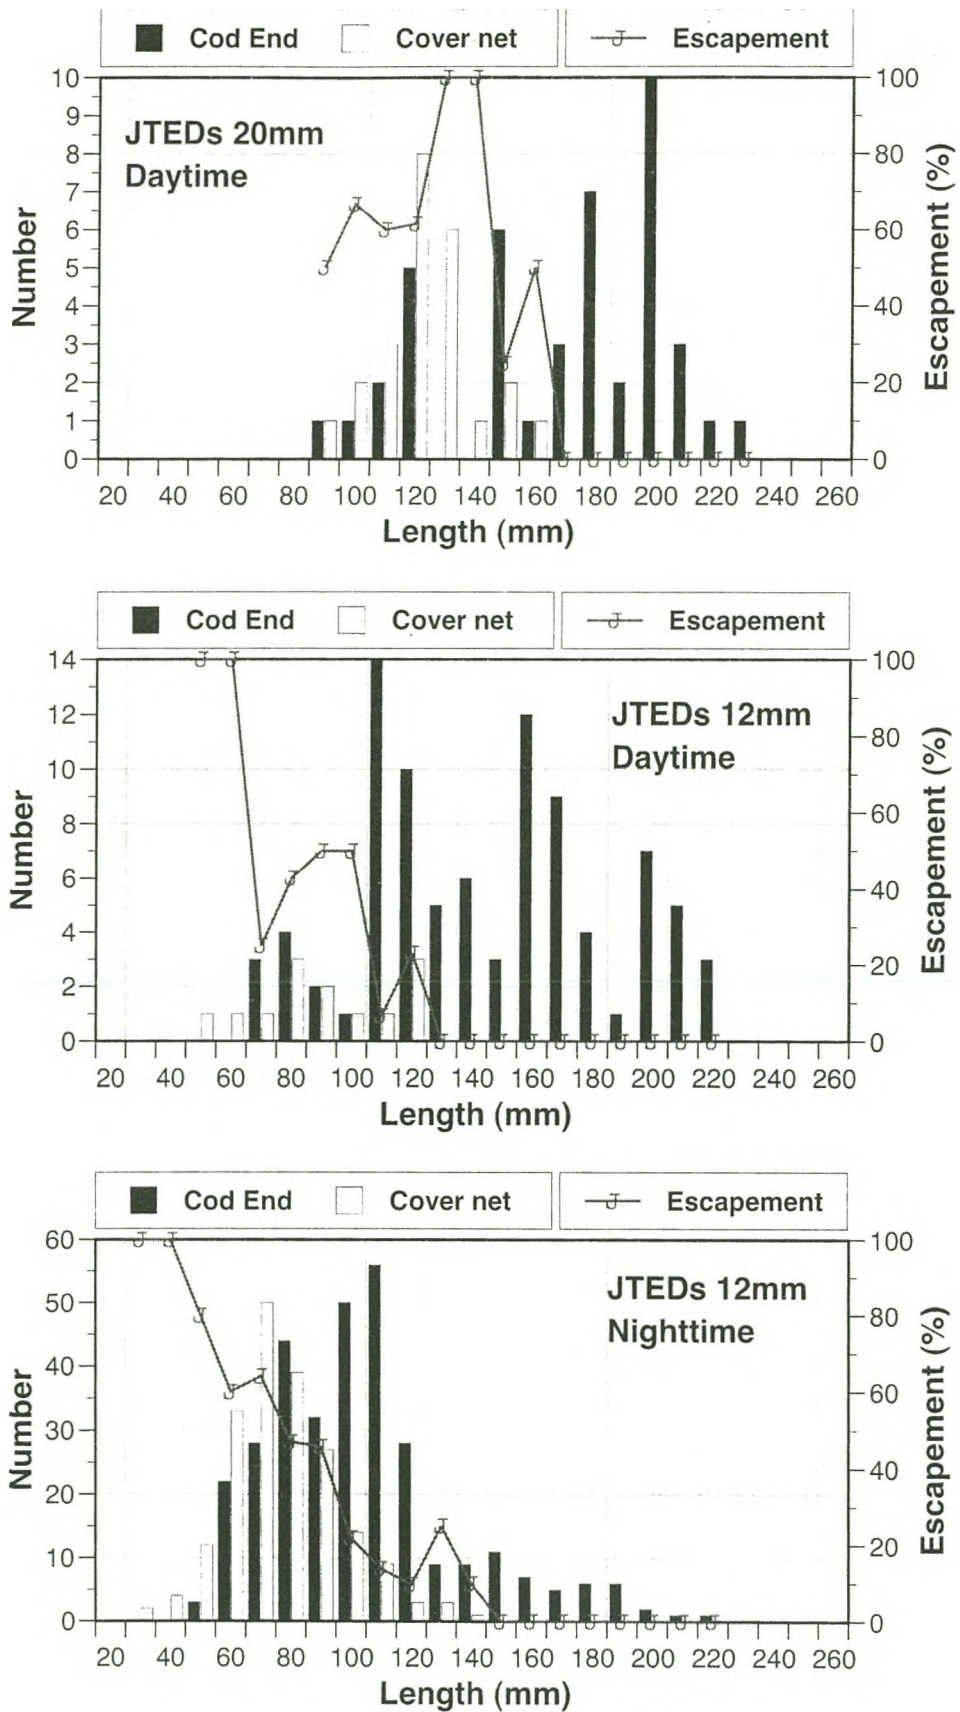 Cod End Cover net Escapement
JTEDs 20mm
Daytime
10
9
8
7
6
5
4
3
2
1
0
Number
100
80
60
40
20
0
Escapement (%)
20 40 60 80 100 120 140 160 180 200 220 240 260
Length (mm)
Cod End Cover net Escapement
JTEDs 12mm
Daytime
14
12
10
8
6
4
2
0
Number
100
80
60
40
20
0
Escapement (%)
20 40 60 80 100 120 140 160 180 200 220 240 260
Length (mm)
Cod End Cover net Escapement
JTEDs 12mm
Nighttime
60
50
40
30
20
10
0
Number
100
80
60
40
20
0
Escapement (%)
20 40 60 80 100 120 140 160 180 200 220 240 260
Length (mm)